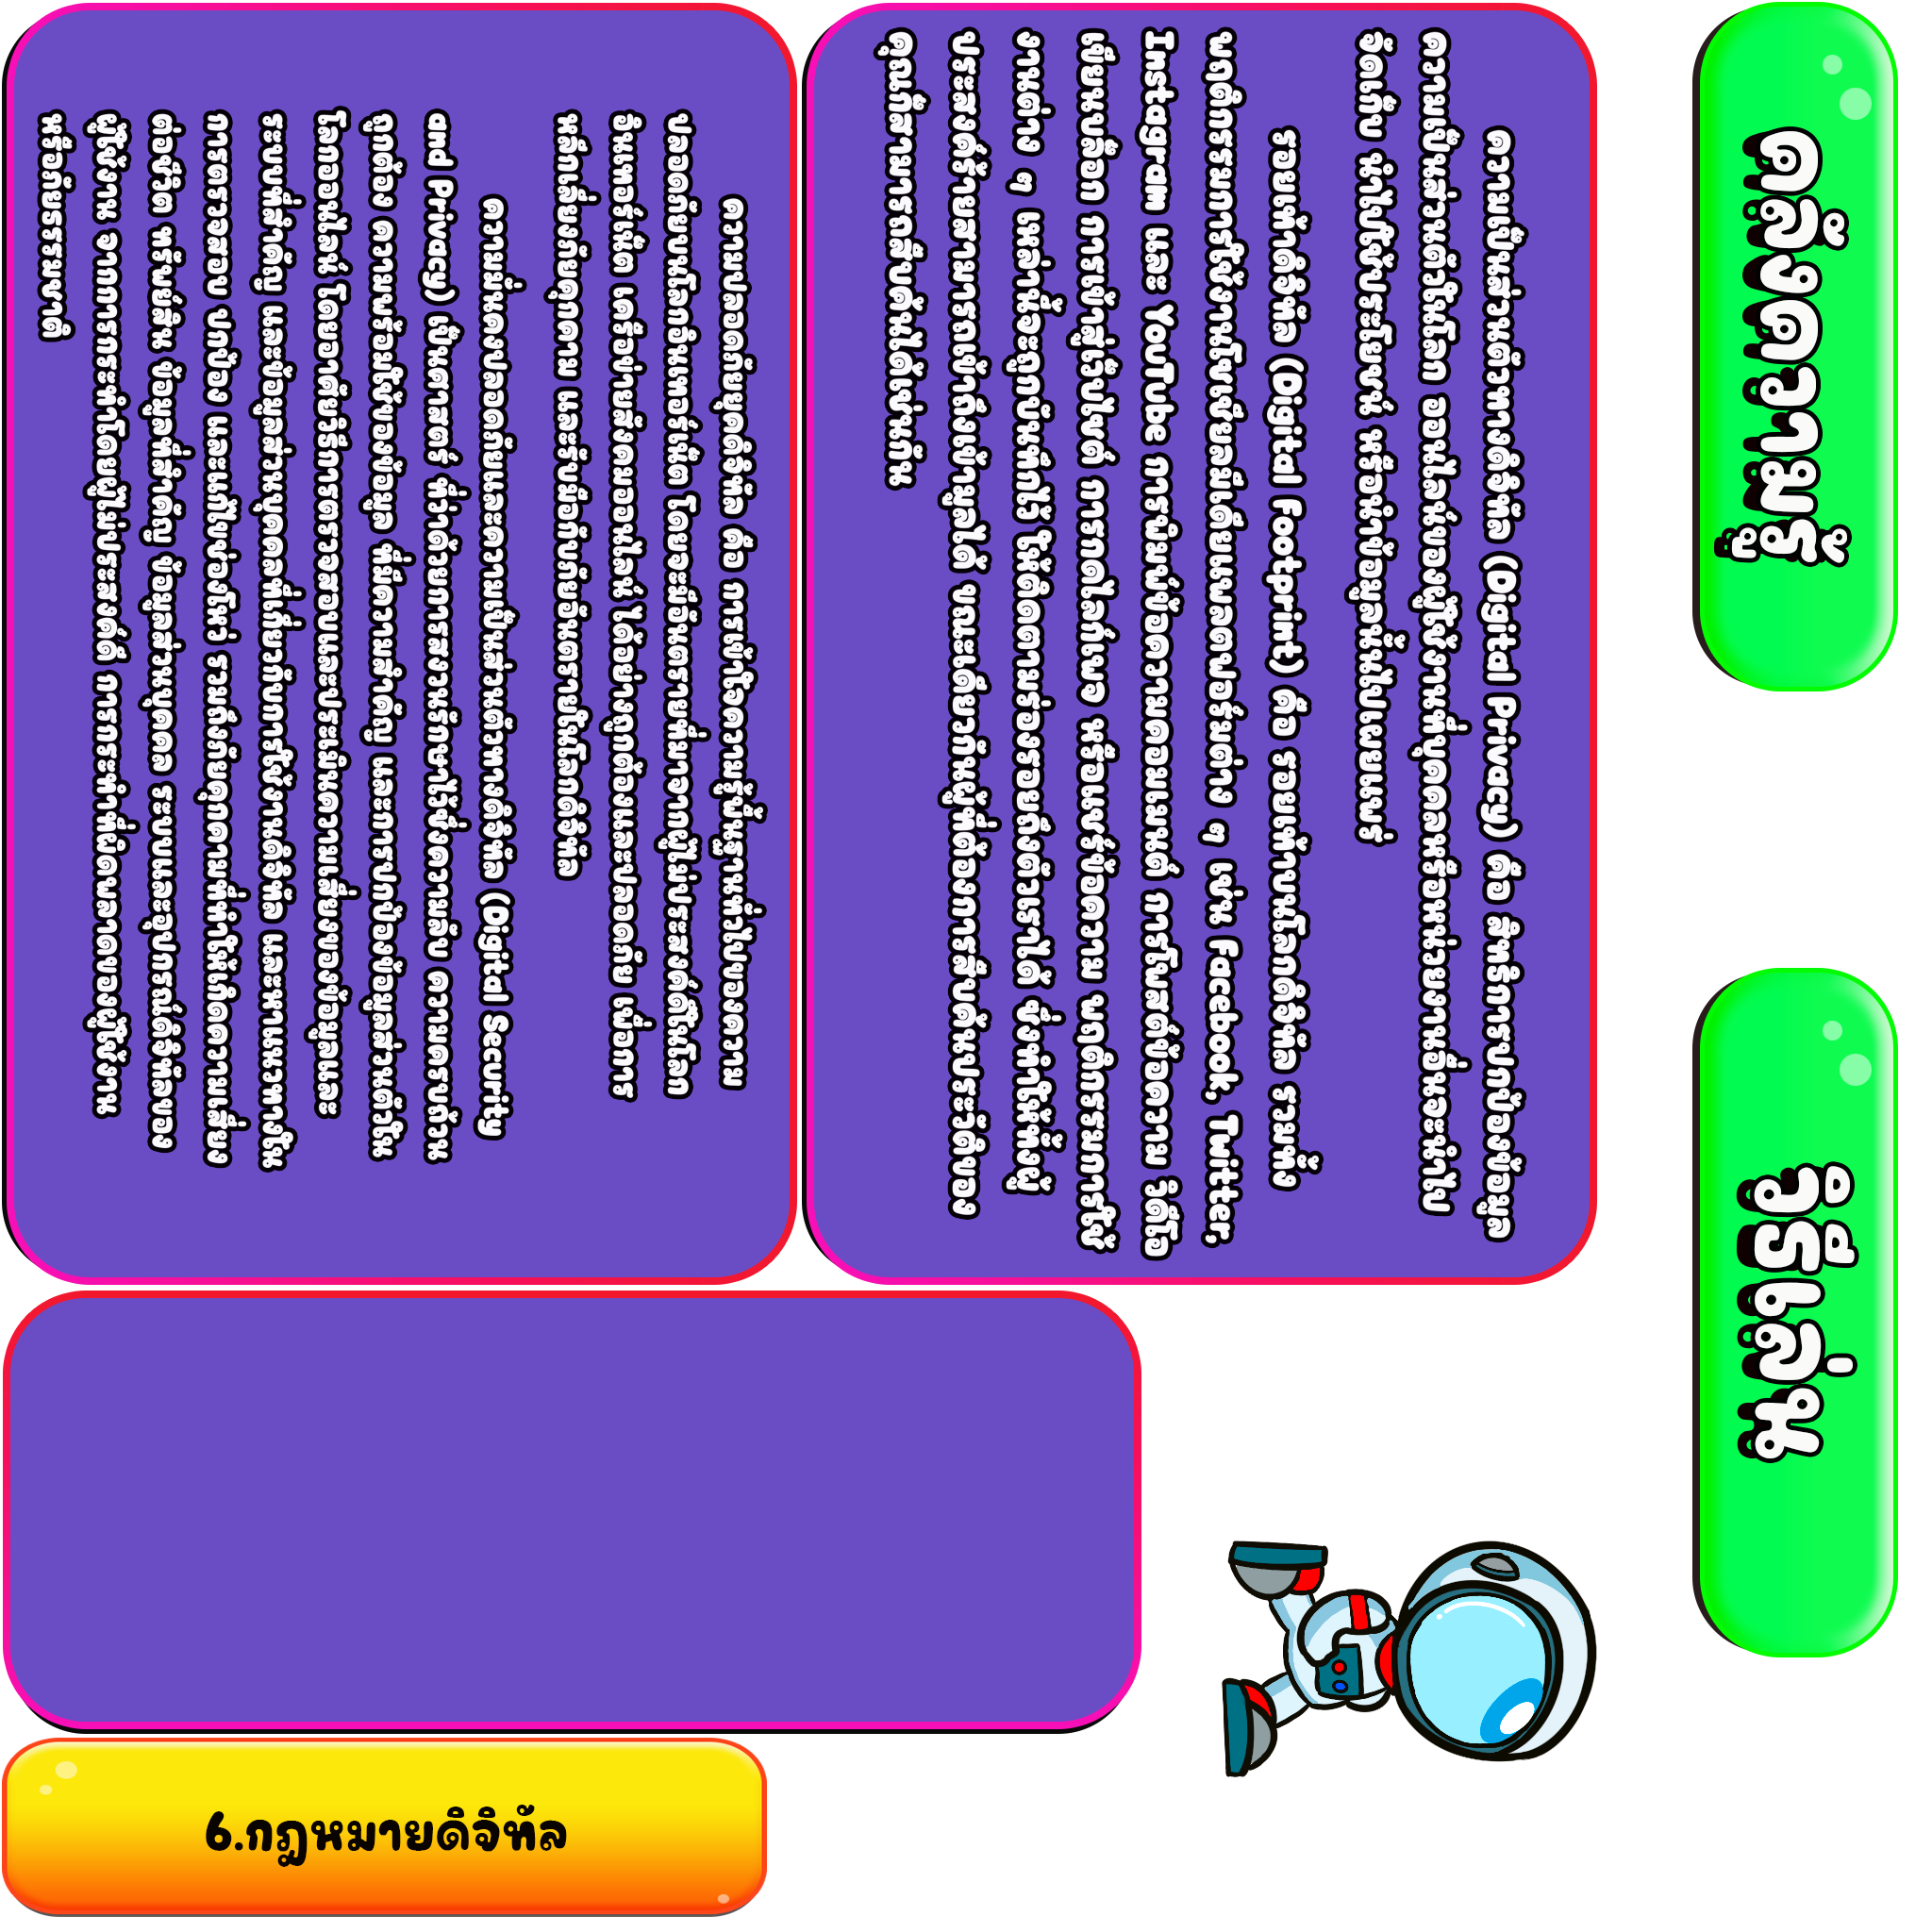 คลังความรู้
วิธีเล่น
ความเป็นส่วนตัวทางดิจิทัล (Digital Privacy) คือ สิทธิการปกป้องข้อมูล
ความเป็นส่วนตัวในโลก ออนไลน์ของผู้ใช้งานที่บุคคลหรือหน่วยงานอื่นจะนำไป
จัดเก็บ นำไปใช้ประโยชน์ หรือนำข้อมูลนั้นไปเผยแพร่
รอยเท้าดิจิทัล (Digital Footprint) คือ รอยเท้าบนโลกดิจิทัล รวมทั้ง
พฤติกรรมการใช้งานโซเชียลมีเดียแพลตฟอร์มต่าง ๆ เช่น Facebook, Twitter,
Instagram และ YouTube การพิมพ์ข้อความคอมเมนต์ การโพสต์ข้อความ วิดีโอ
เขียนบล็อก การเข้าสู่เว็บไซต์ การกดไลก์เพจ หรือแชร์ข้อความ พฤติกรรมการใช้
งานต่าง ๆ เหล่านี้จะถูกบันทึกไว้ ให้ติดตามร่องรอยถึงตัวเราได้ ซึ่งทำให้ทั้งผู้
ประสงค์ร้ายสามารถเข้าถึงข้อมูลได้ ขณะเดียวกันผู้ที่ต้องการสืบค้นประวัติของ
คุณก็สามารถสืบค้นได้เช่นกัน
ความปลอดภัยยุคดิจิทัล คือ การเข้าใจความรู้พื้นฐานทั่วไปของความ
ปลอดภัยบนโลกอินเทอร์เน็ต โดยจะมีอันตรายที่มาจากผู้ไม่ประสงค์ดีในโลก
อินเทอร์เน็ต เครือข่ายสังคมออนไลน์ ได้อย่างถูกต้องและปลอดภัย เพื่อการ
หลีกเลี่ยงภัยคุกคาม และรับมือกับภัยอันตรายในโลกดิจิทัล
ความมั่นคงปลอดภัยและความเป็นส่วนตัวทางดิจิทัล (Digital Security
and Privacy) เป็นศาสตร์ ที่ว่าด้วยการสงวนรักษาไว้ซึ่งความลับ ความครบถ้วน
ถูกต้อง ความพร้อมใช้ของข้อมูล ที่มีความสำคัญ และการปกป้องข้อมูลส่วนตัวใน
โลกออนไลน์ โดยอาศัยวิธีการตรวจสอบและประเมินความเสี่ยงของข้อมูลและ
ระบบที่สำคัญ และข้อมูลส่วนบุคคลที่เกี่ยวกับการใช้งานดิจิทัล และหาแนวทางใน
การตรวจสอบ ปกป้อง และแก้ไขช่องโหว่ รวมถึงภัยคุกคามที่ทำให้เกิดความเสี่ยง
ต่อชีวิต ทรัพย์สิน ข้อมูลที่สำคัญ ข้อมูลส่วนบุคคล ระบบและอุปกรณ์ดิจิทัลของ
ผู้ใช้งาน จากการกระทำโดยผู้ไม่ประสงค์ดี การกระทำที่ผิดพลาดของผู้ใช้งาน
หรือภัยธรรมชาติ
6.กฎหมายดิจิทัล